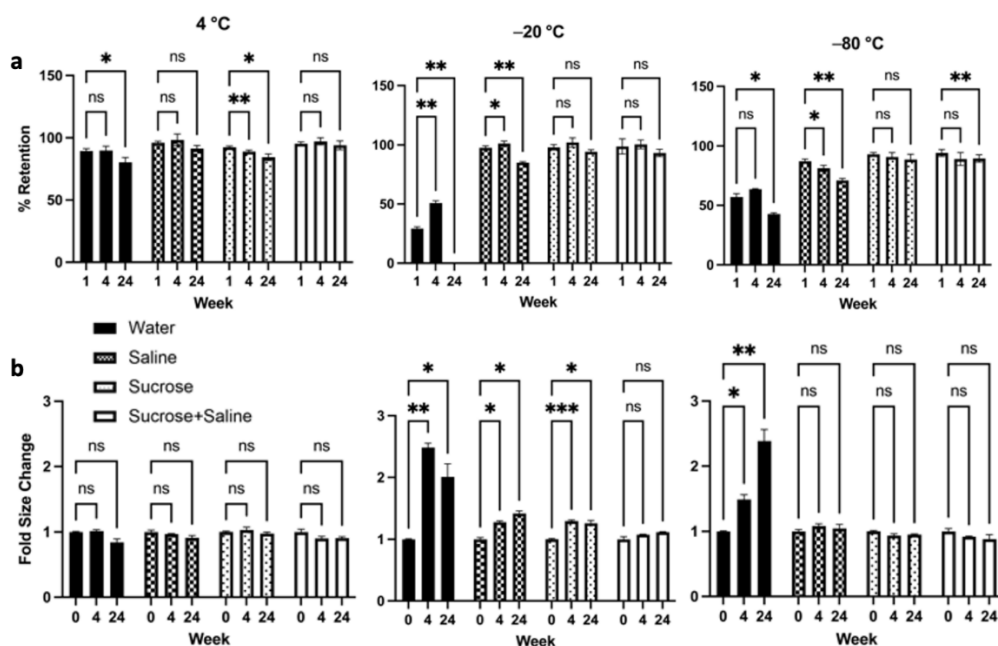 4 °C
–20 °C
–80 °C
a
% Retention
150
100
50
0
* ns * ns
ns ns ** ns
1 4 24 1 4 24 1 4 24 1 4 24
Week
150
100
50
0
** ** ns ns
** * ns ns
1 4 24 1 4 24 1 4 24 1 4 24
Week
150
100
50
0
* ** ns **
ns * ns ns
1 4 24 1 4 24 1 4 24 1 4 24
Week
Water
Saline
Sucrose
Sucrose+Saline
b
Fold Size Change
3
2
1
0
ns ns ns ns
ns ns ns ns
0 4 24 0 4 24 0 4 24 0 4 24
Week
3
2
1
0
* * * ns
** * *** ns
0 4 24 0 4 24 0 4 24 0 4 24
Week
3
2
1
0
** ns ns ns
* ns ns ns
0 4 24 0 4 24 0 4 24 0 4 24
Week